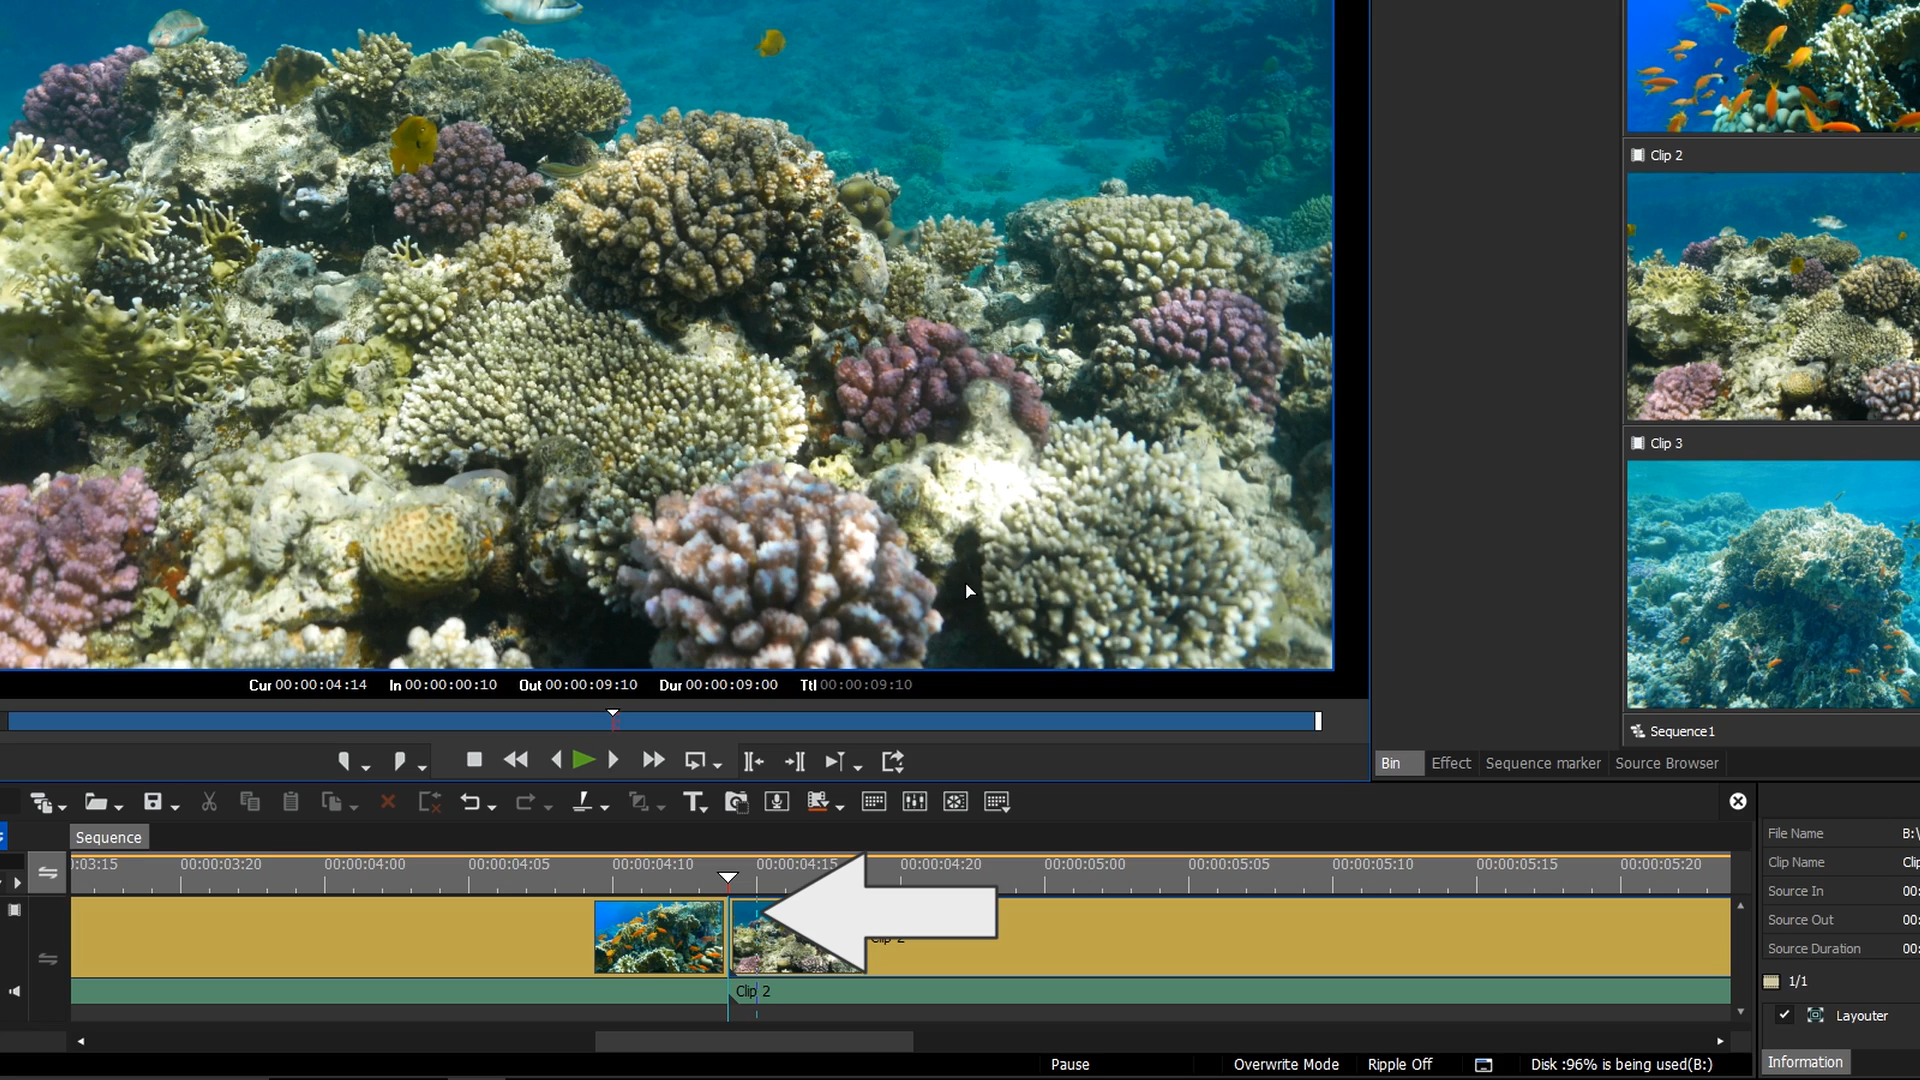 Clip 2
Clip 3
Sequence1
Cur 00:00:04:14 In 00:00:00:10 Out 00:00:09:10 Dur 00:00:09:00 Ttl 00:00:09:10
Bin Effect Sequence marker Source Browser
Sequence
:03:15 00:00:03:20 00:00:04:00 00:00:04:05 00:00:04:10 00:00:04:15 00:00:04:20 00:00:05:00 00:00:05:05 00:00:05:10 00:00:05:15 00:00:05:20
Clip 2
Clip 2
File Name B:\
Clip Name Clip
Source In 00:
Source Out 00:
Source Duration 00:
1/1
Layouter
Information
Pause Overwrite Mode Ripple Off Disk :96% is being used(B:)